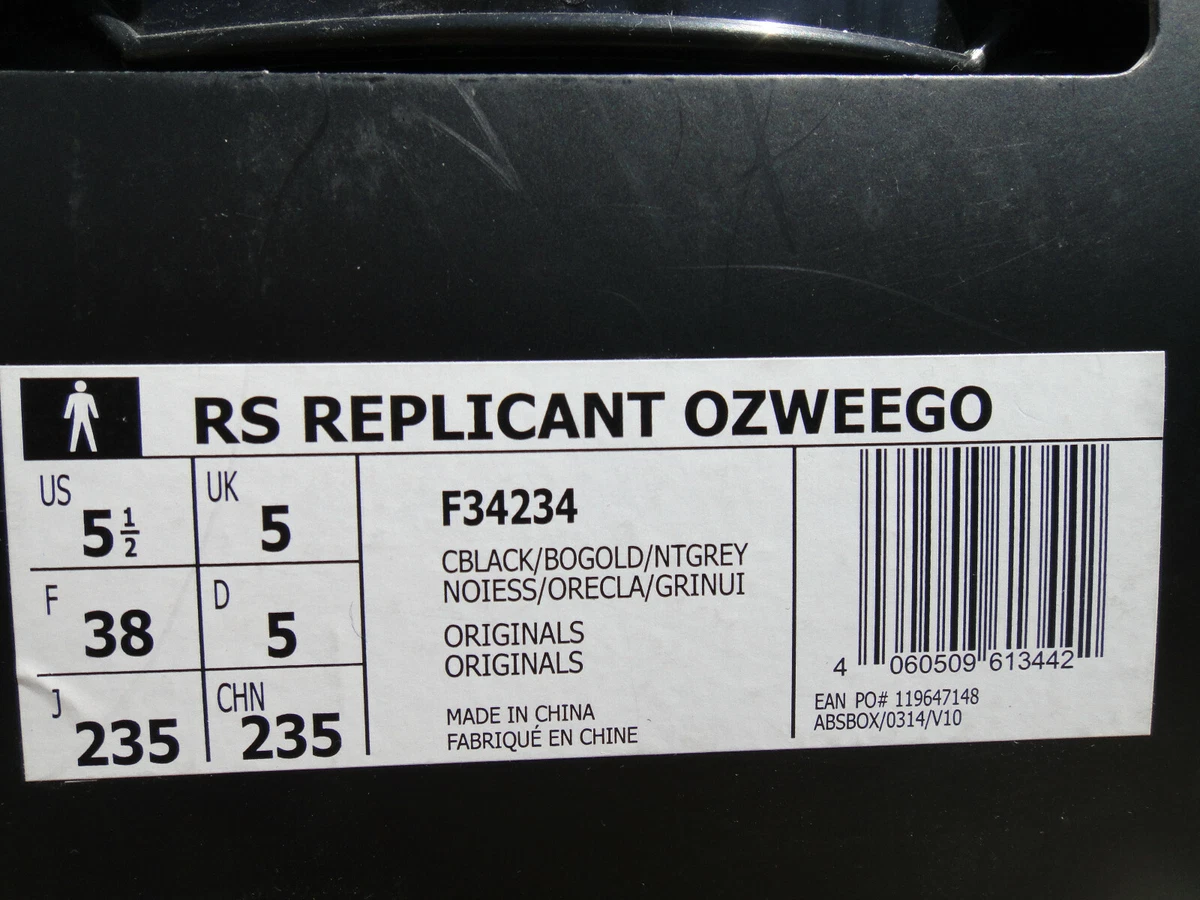 RS REPLICANT OZWEEGO
US 5 1/2
UK 5
F 38
D 5
J 235
CHN 235
F34234
CBLACK/BOGOLD/NTGREY
NOIESS/ORECLA/GRINUI
ORIGINALS
ORIGINALS
MADE IN CHINA
FABRIQUÉ EN CHINE
4 060509 613442
EAN PO# 119647148
ABSBOX/0314/V10